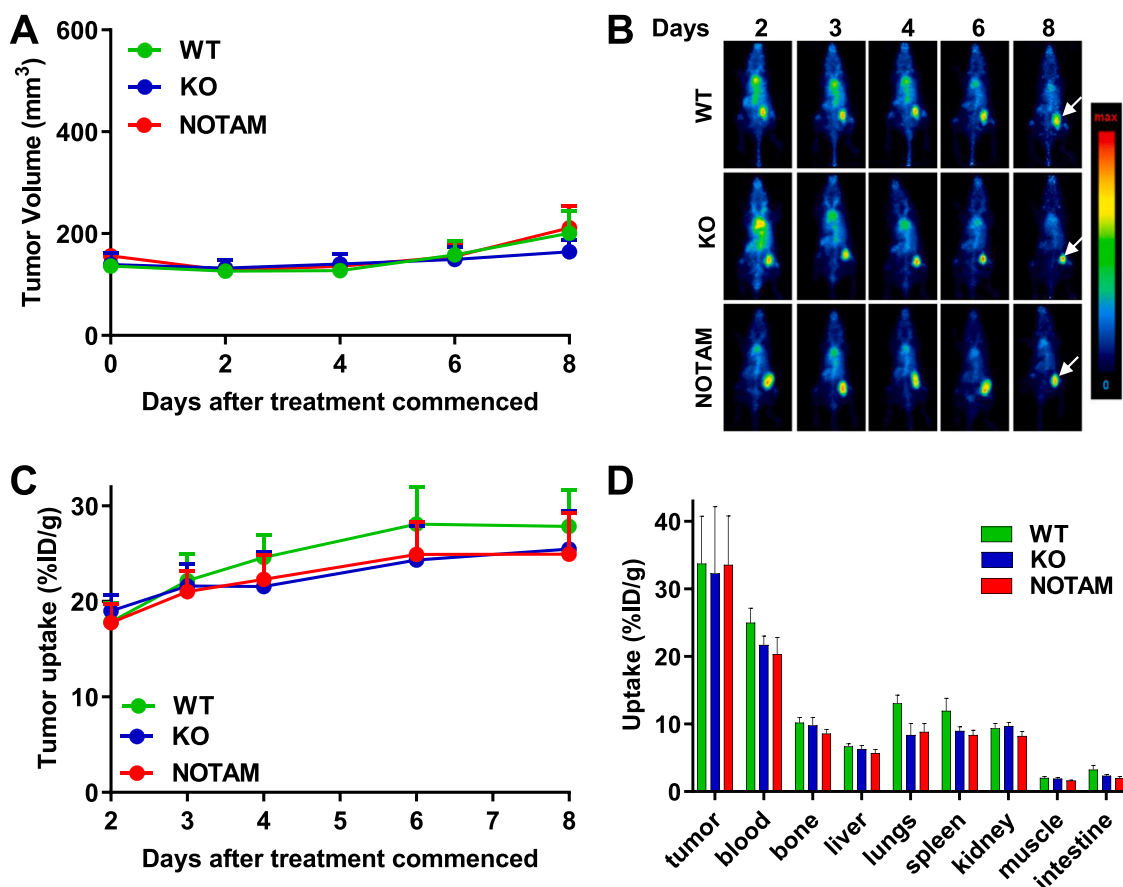 A
600
400
200
0
Tumor Volume (mm³)
WT
KO
NOTAM
0 2 4 6 8
Days after treatment commenced
B
Days 2 3 4 6 8
WT
KO
NOTAM
max
0
C
30
20
10
0
Tumor uptake (%ID/g)
WT
KO
NOTAM
2 3 4 5 6 7 8
Days after treatment commenced
D
40
30
20
10
0
Uptake (%ID/g)
WT
KO
NOTAM
tumor blood bone liver lungs spleen kidney muscle intestine